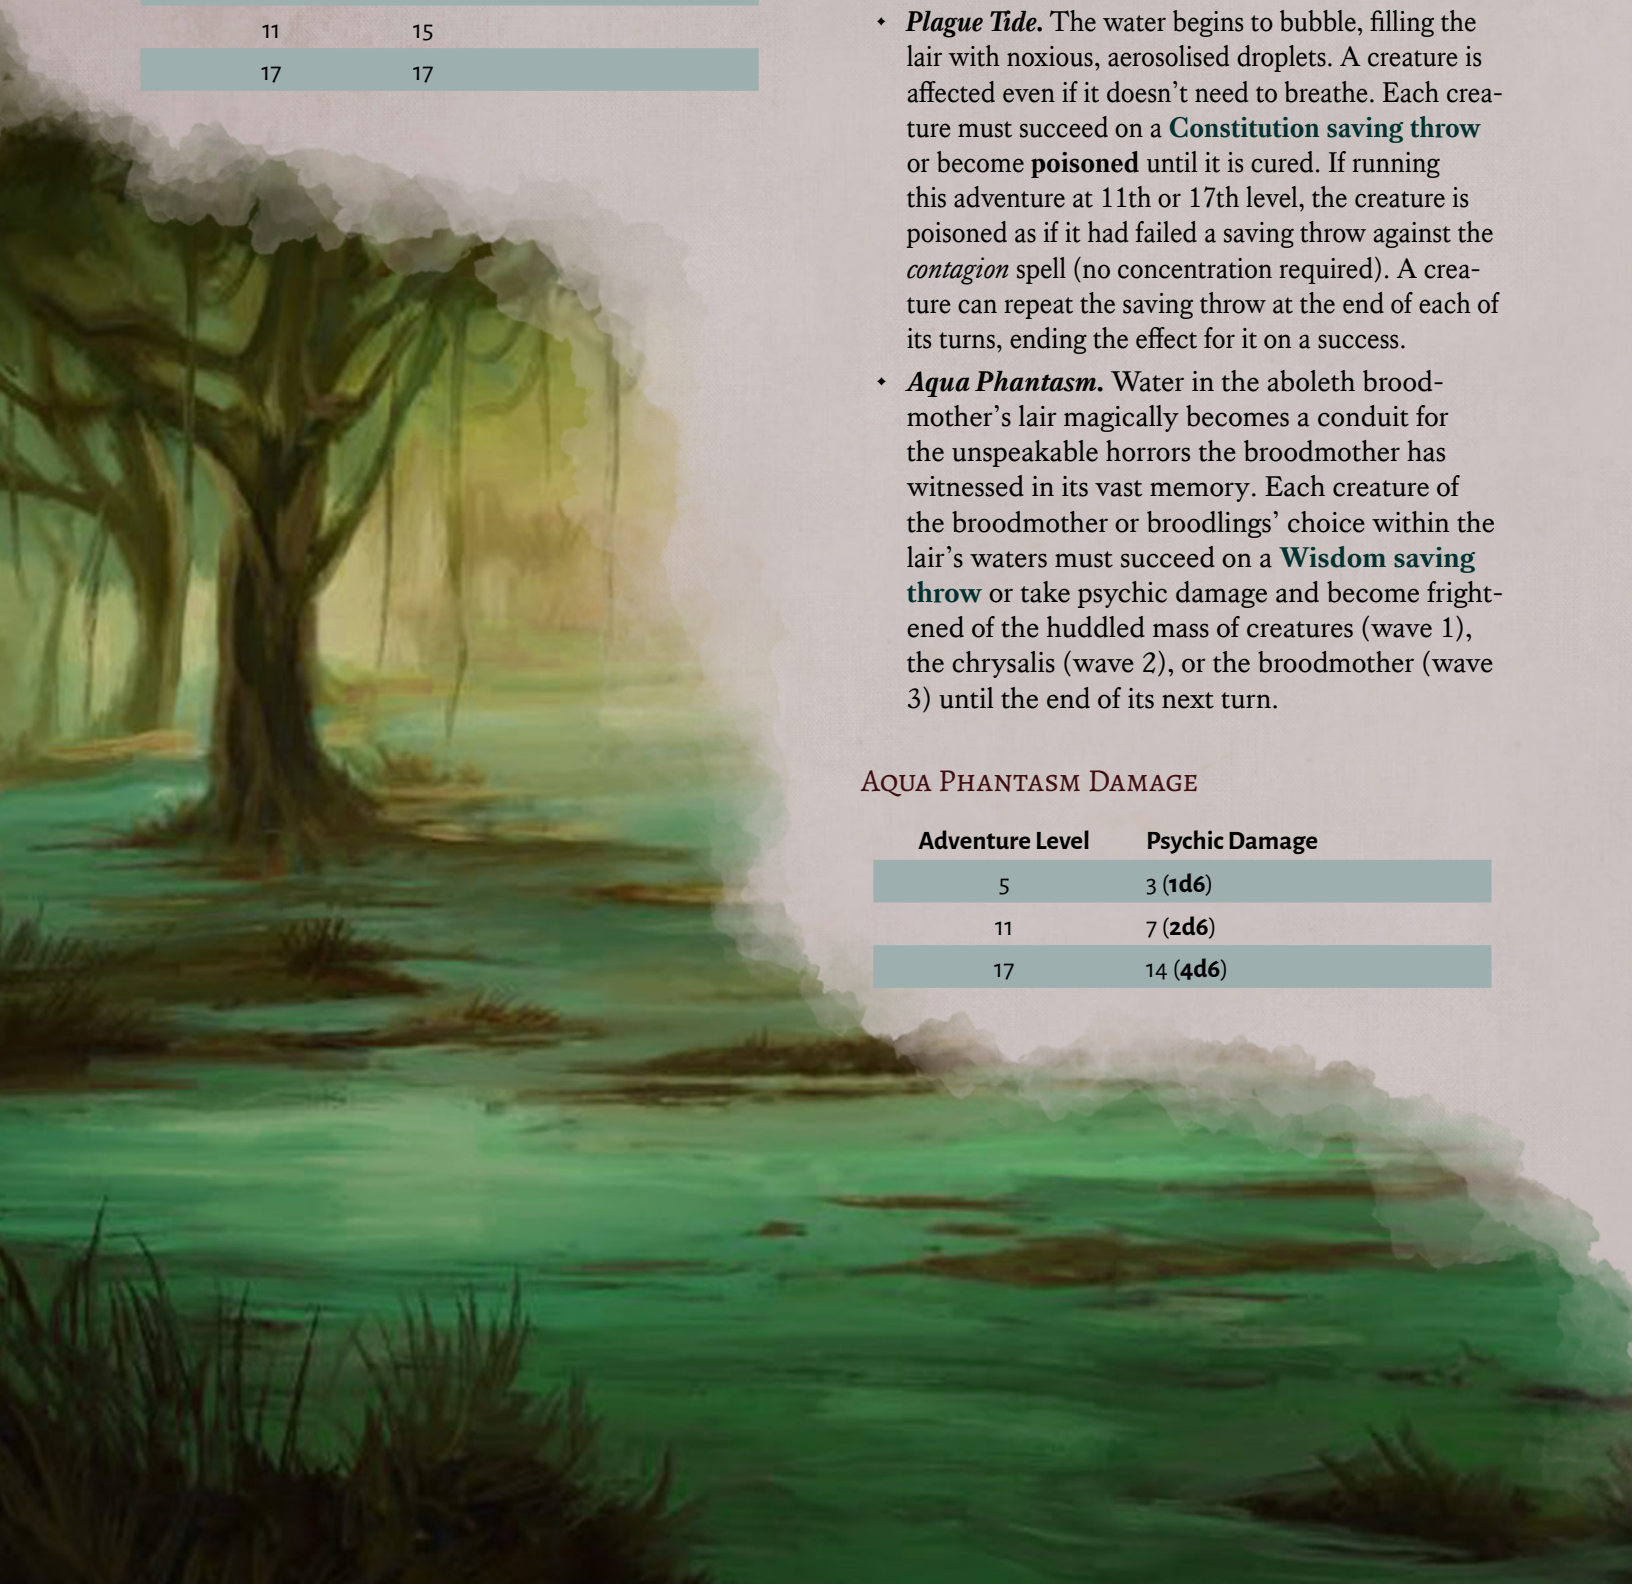 11 15
17 17
⬩ Plague Tide. The water begins to bubble, filling the
lair with noxious, aerosolised droplets. A creature is
affected even if it doesn’t need to breathe. Each crea-
ture must succeed on a Constitution saving throw
or become poisoned until it is cured. If running
this adventure at 11th or 17th level, the creature is
poisoned as if it had failed a saving throw against the
contagion spell (no concentration required). A crea-
ture can repeat the saving throw at the end of each of
its turns, ending the effect for it on a success.
⬩ Aqua Phantasm. Water in the aboleth brood-
mother’s lair magically becomes a conduit for
the unspeakable horrors the broodmother has
witnessed in its vast memory. Each creature of
the broodmother or broodlings’ choice within the
lair’s waters must succeed on a Wisdom saving
throw or take psychic damage and become fright-
ened of the huddled mass of creatures (wave 1),
the chrysalis (wave 2), or the broodmother (wave
3) until the end of its next turn.
Aqua Phantasm Damage
Adventure Level Psychic Damage
5 3 (1d6)
11 7 (2d6)
17 14 (4d6)